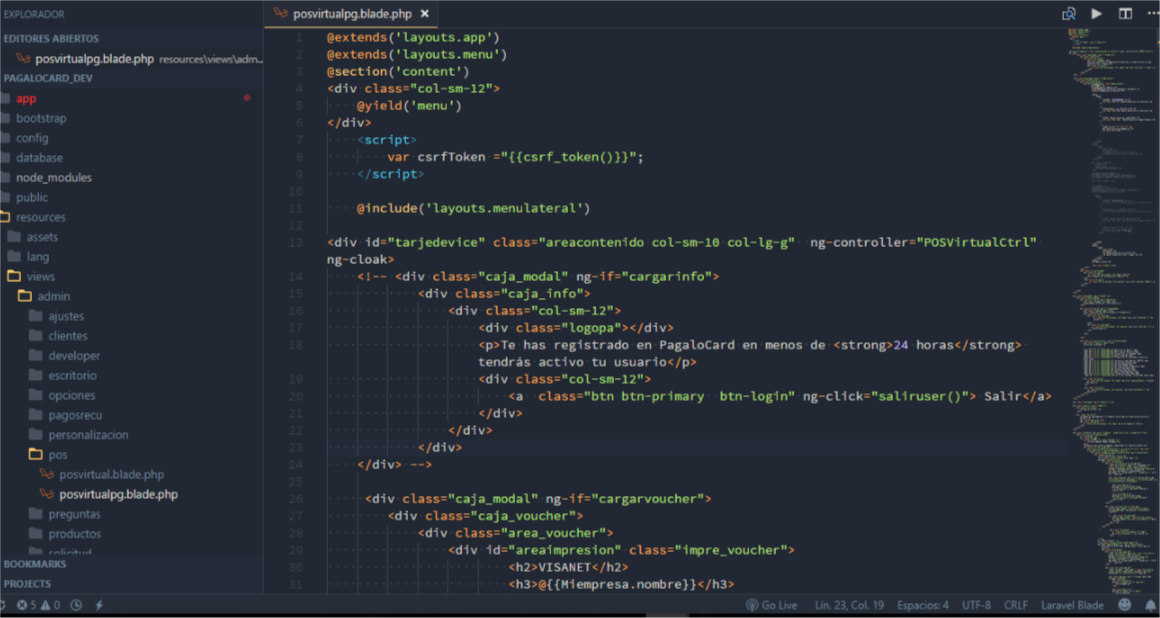 EXPLORADOR
EDITORES ABIERTOS
posvirtualpg.blade.php resources\views\adm...
PAGALOCARD_DEV
app
bootstrap
config
database
node_modules
public
resources
assets
lang
views
admin
ajustes
clientes
developer
escritorio
opciones
pagosrecu
personalizacion
pos
posvirtual.blade.php
posvirtualpg.blade.php
preguntas
productos
solicitud
BOOKMARKS
PROJECTS
posvirtualpg.blade.php ×
1 @extends('layouts.app')
2 @extends('layouts.menu')
3 @section('content')
4 <div class="col-sm-12">
5 @yield('menu')
6 </div>
7 <script>
8 var csrfToken ="{{csrf_token()}}";
9 </script>
10
11 @include('layouts.menulateral')
12
13 <div id="tarjedevice" class="areacontenido col-sm-10 col-lg-g" ng-controller="POSVirtualCtrl"
ng-cloak>
14 <!-- <div class="caja_modal" ng-if="cargarinfo">
15 <div class="caja_info">
16 <div class="col-sm-12">
17 <div class="logopa"></div>
18 <p>Te has registrado en PagaloCard en menos de <strong>24 horas</strong>
tendrás activo tu usuario</p>
19 <div class="col-sm-12">
20 <a class="btn btn-primary btn-login" ng-click="saliruser()"> Salir</a>
21 </div>
22 </div>
23 </div>
24 </div> -->
25
26 <div class="caja_modal" ng-if="cargarvoucher">
27 <div class="caja_voucher">
28 <div class="area_voucher">
29 <div id="areaimpresion" class="impre_voucher">
30 <h2>VISANET</h2>
31 <h3>@{{Miempresa.nombre}}</h3>
5 0 Go Live Lín. 23, Col. 19 Espacios: 4 UTF-8 CRLF Laravel Blade